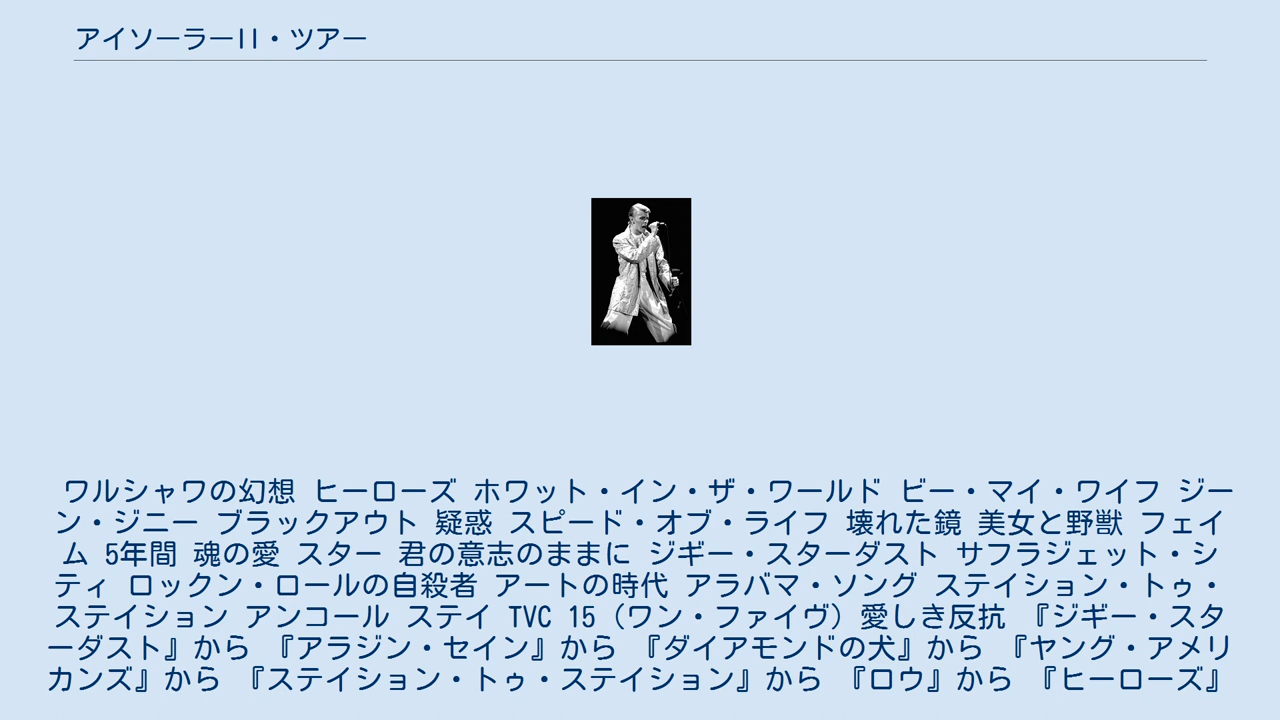 アイソーラーII・ツアー
ワルシャワの幻想 ヒーローズ ホワット・イン・ザ・ワールド ビー・マイ・ワイフ ジー
ン・ジニー ブラックアウト 疑惑 スピード・オブ・ライフ 壊れた鏡 美女と野獣 フェイ
ム 5年間 魂の愛 スター 君の意志のままに ジギー・スターダスト サフラジェット・シ
ティ ロックン・ロールの自殺者 アートの時代 アラバマ・ソング ステイション・トゥ・
ステイション アンコール ステイ TVC 15（ワン・ファイヴ）愛しき反抗 『ジギー・スタ
ーダスト』から 『アラジン・セイン』から 『ダイアモンドの犬』から 『ヤング・アメリ
カンズ』から 『ステイション・トゥ・ステイション』から 『ロウ』から 『ヒーローズ』